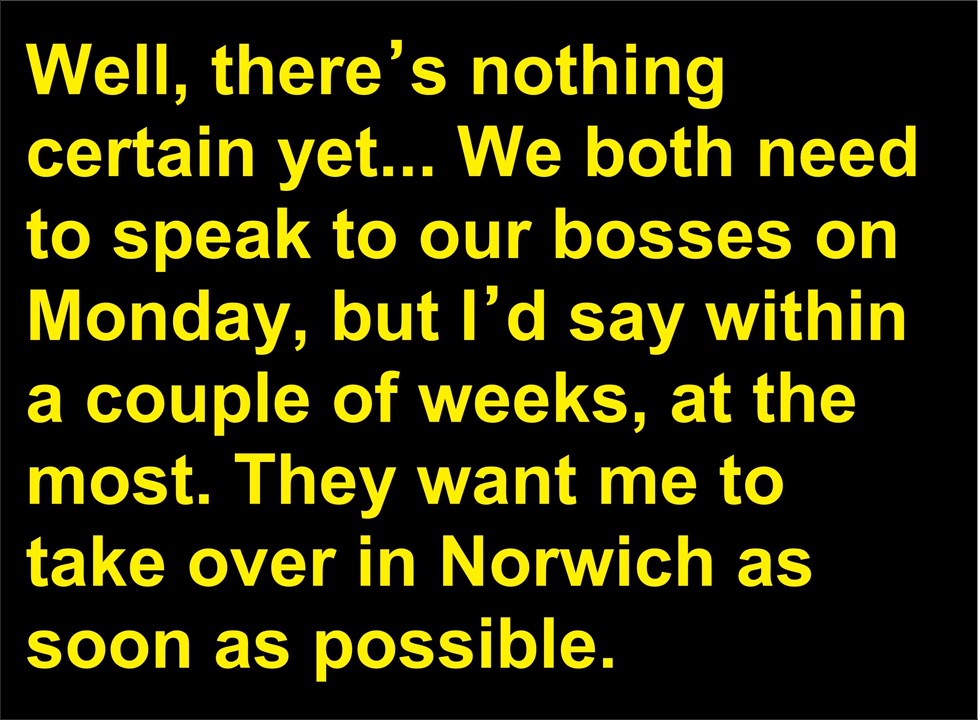 Well, there’s nothing
certain yet... We both need
to speak to our bosses on
Monday, but I’d say within
a couple of weeks, at the
most. They want me to
take over in Norwich as
soon as possible.